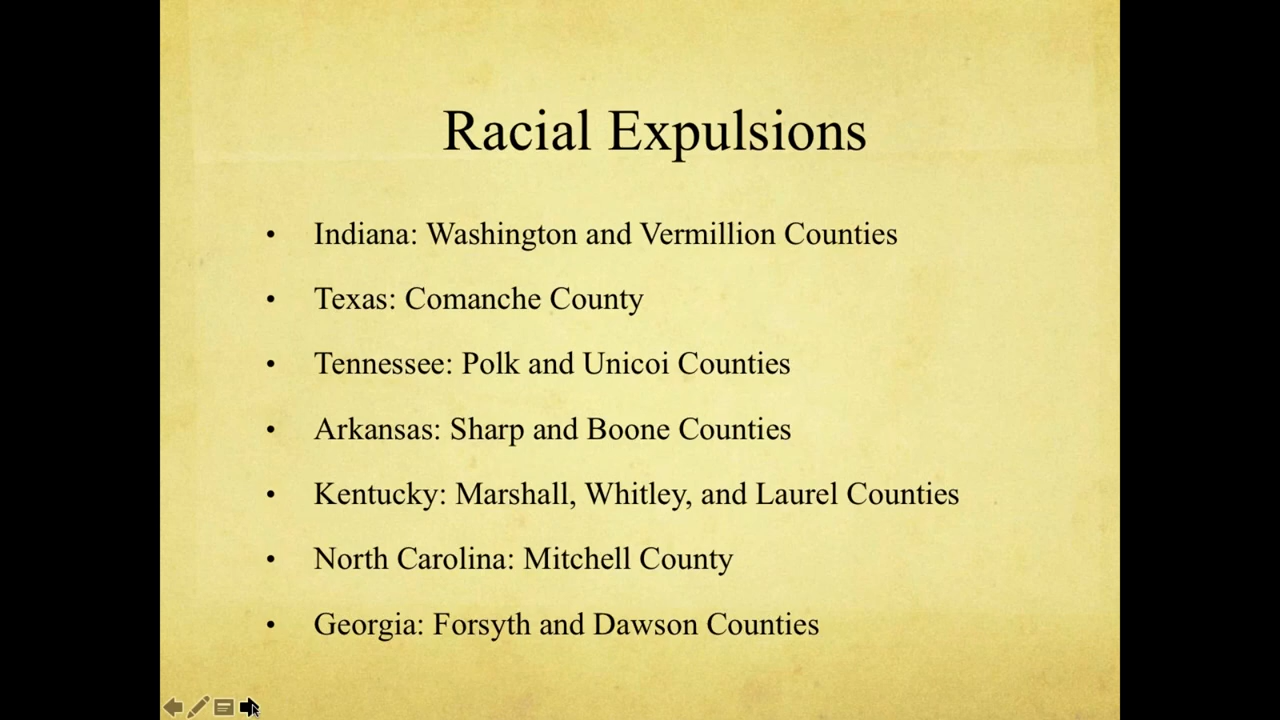 Racial Expulsions
• Indiana: Washington and Vermillion Counties
• Texas: Comanche County
• Tennessee: Polk and Unicoi Counties
• Arkansas: Sharp and Boone Counties
• Kentucky: Marshall, Whitley, and Laurel Counties
• North Carolina: Mitchell County
• Georgia: Forsyth and Dawson Counties